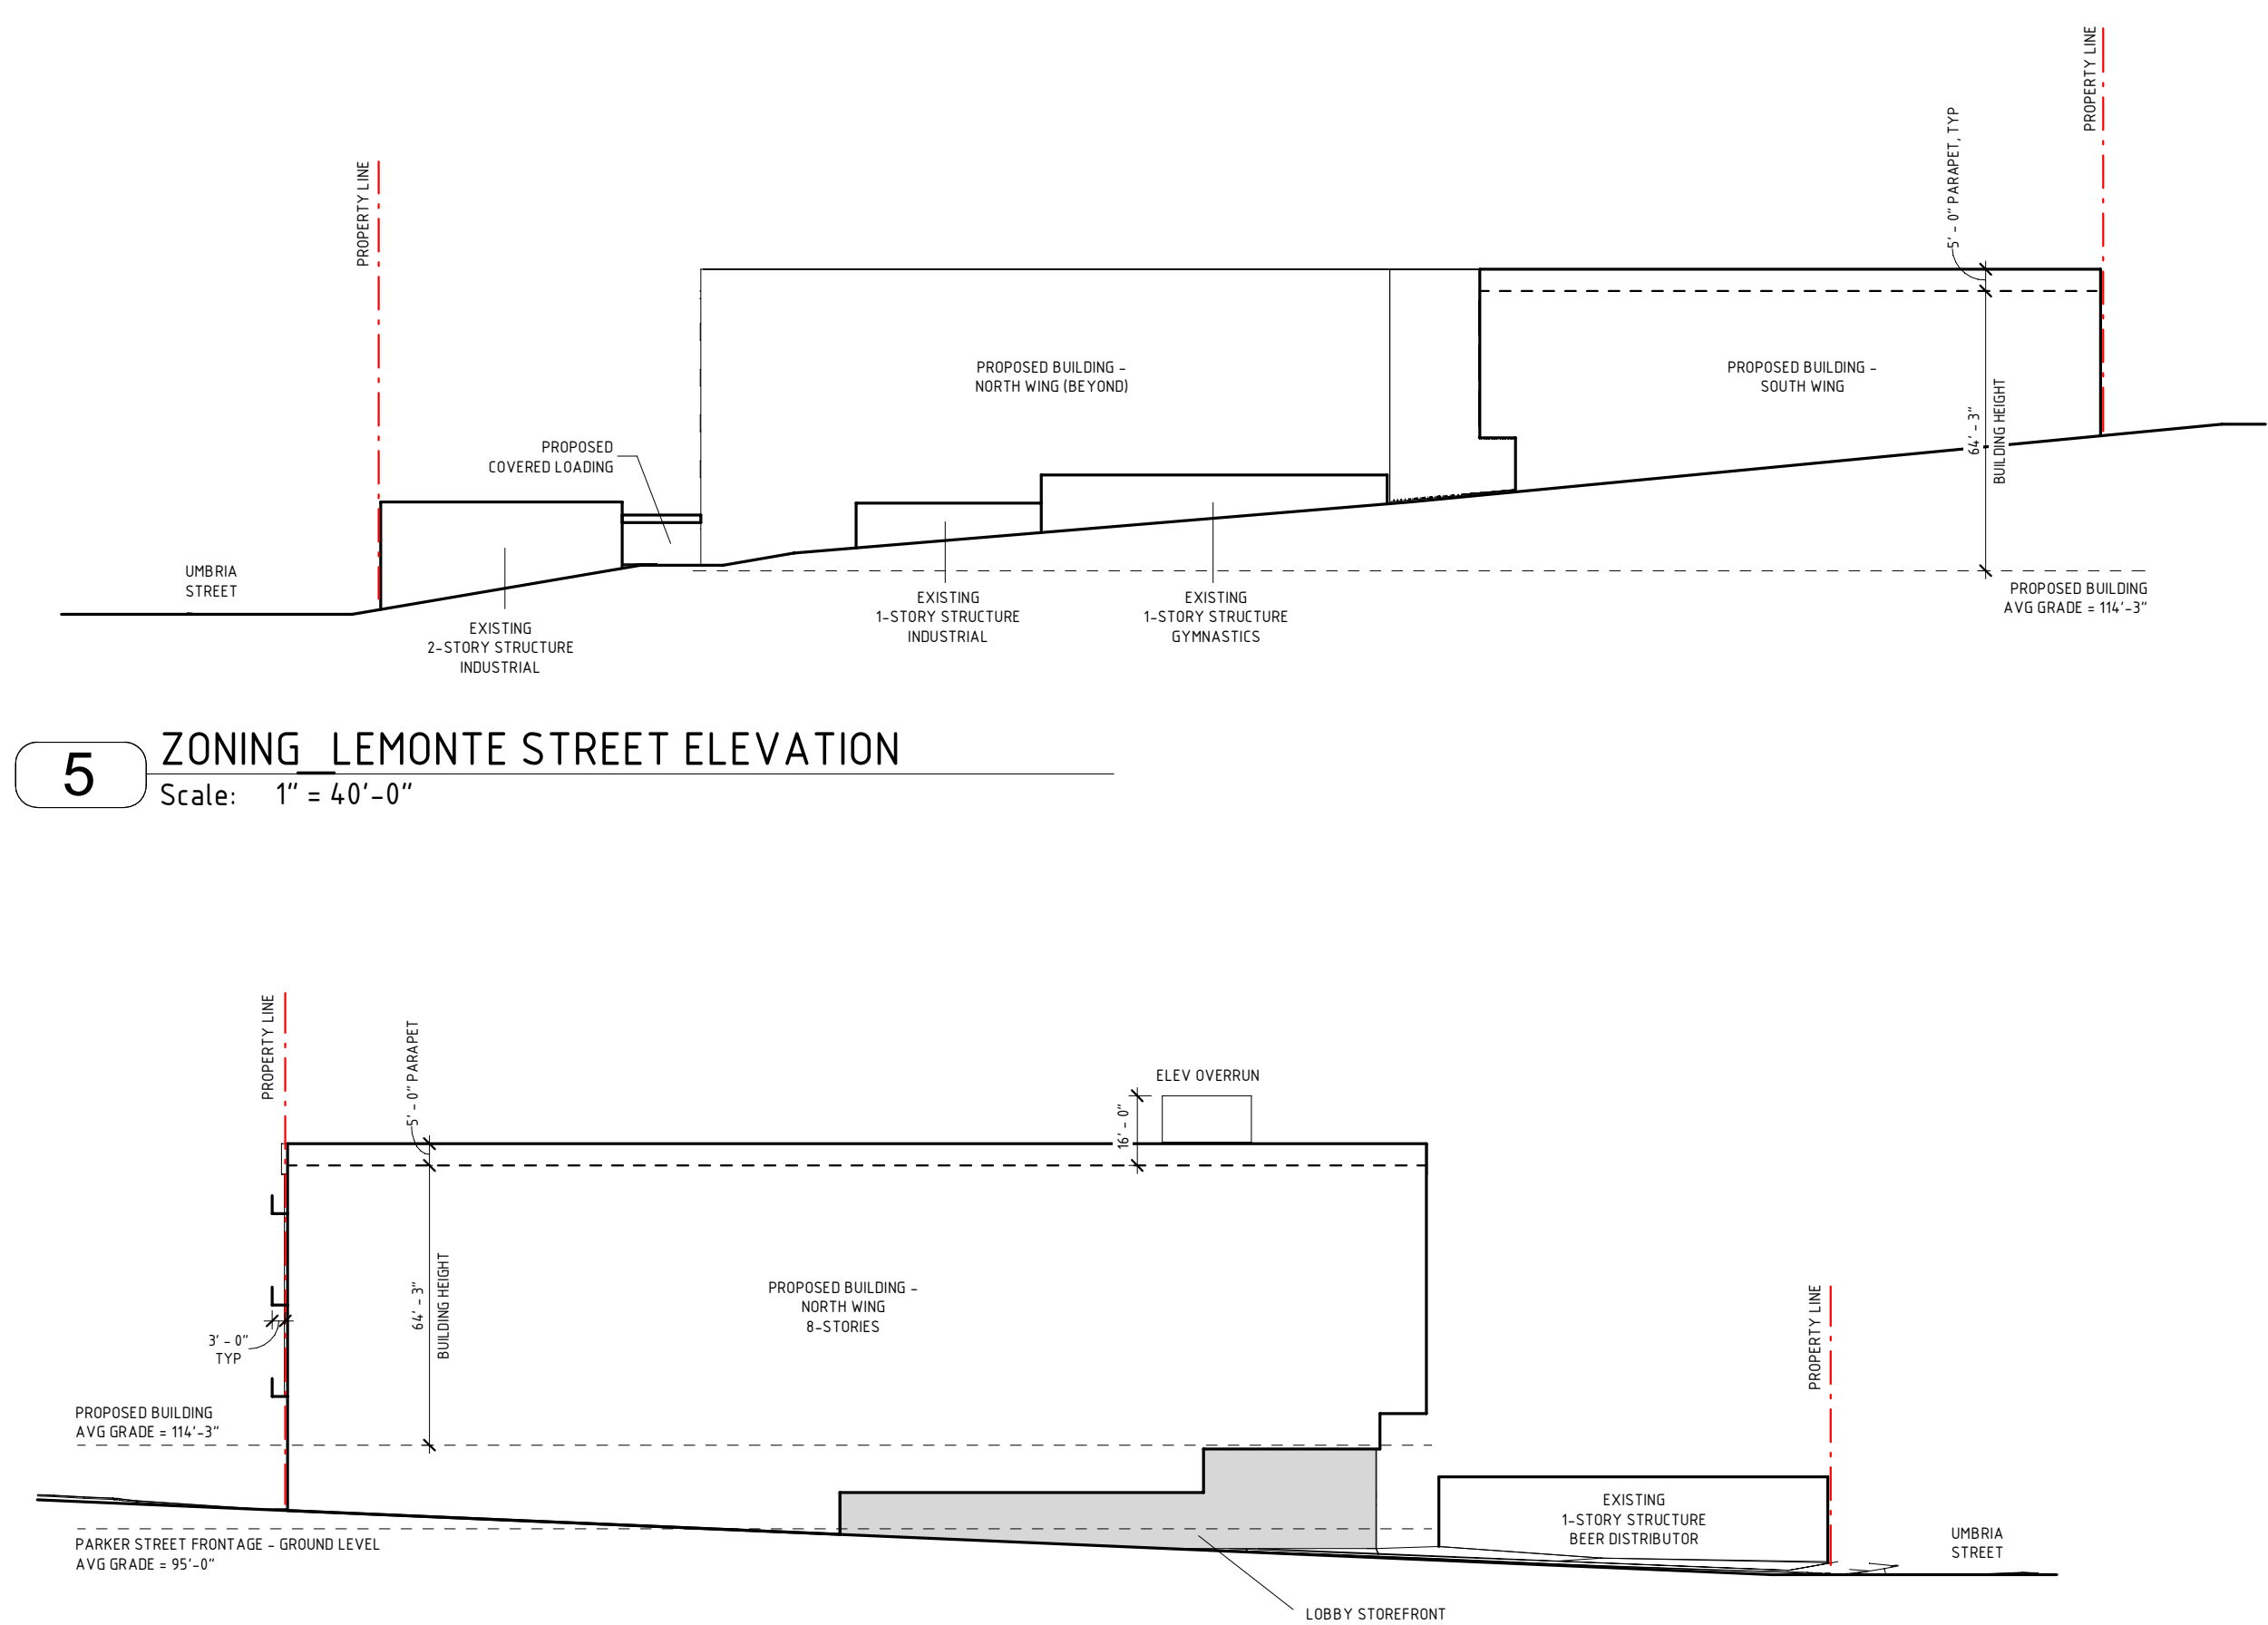 PROPERTY LINE
PROPERTY LINE
5' - 0" PARAPET, TYP
PROPOSED BUILDING -
NORTH WING (BEYOND)
PROPOSED BUILDING -
SOUTH WING
64' - 3"
BUILDING HEIGHT
PROPOSED
COVERED LOADING
UMBRIA
STREET
EXISTING
2-STORY STRUCTURE
INDUSTRIAL
EXISTING
1-STORY STRUCTURE
INDUSTRIAL
EXISTING
1-STORY STRUCTURE
GYMNASTICS
PROPOSED BUILDING
AVG GRADE = 114'-3"
5
ZONING_LEMONTE STREET ELEVATION
Scale: 1" = 40'-0"
PROPERTY LINE
5' - 0" PARAPET
ELEV OVERRUN
16' - 0"
64' - 3"
BUILDING HEIGHT
PROPOSED BUILDING -
NORTH WING
8-STORIES
3' - 0"
TYP
PROPERTY LINE
PROPOSED BUILDING
AVG GRADE = 114'-3"
EXISTING
1-STORY STRUCTURE
BEER DISTRIBUTOR
UMBRIA
STREET
PARKER STREET FRONTAGE - GROUND LEVEL
AVG GRADE = 95'-0"
LOBBY STOREFRONT